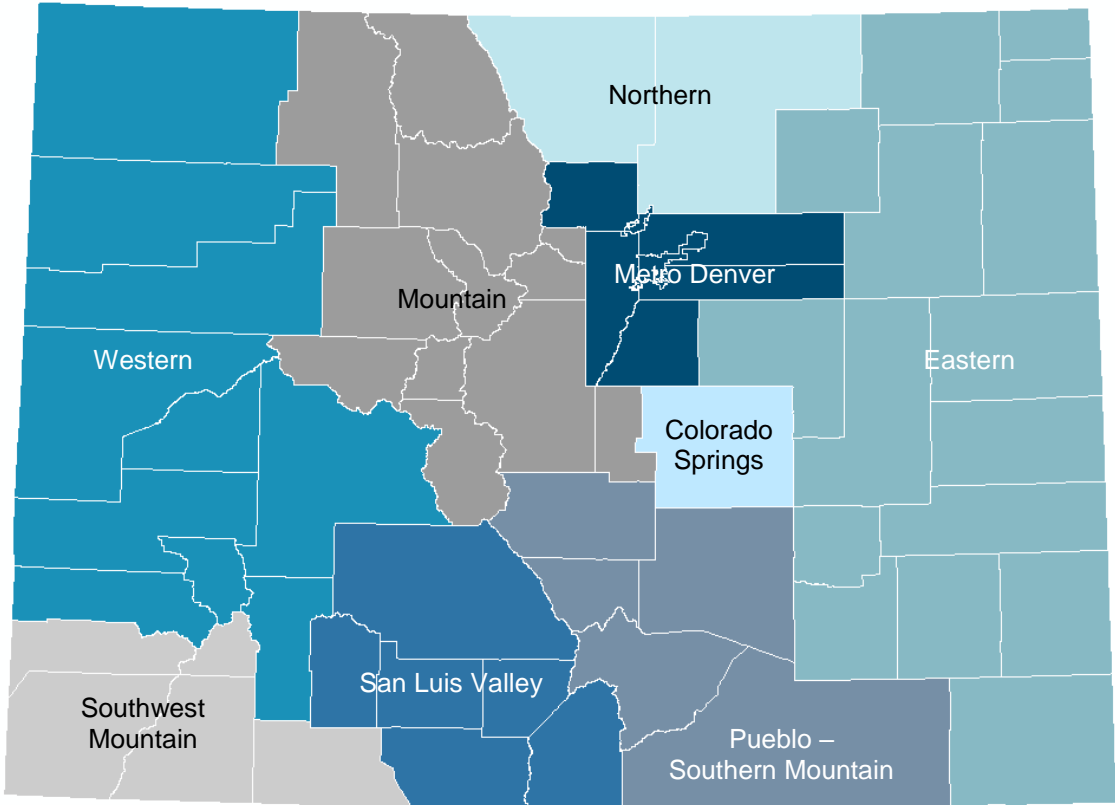 Northern
Metro Denver
Mountain
Western
Eastern
Colorado
Springs
San Luis Valley
Southwest
Mountain
Pueblo –
Southern Mountain